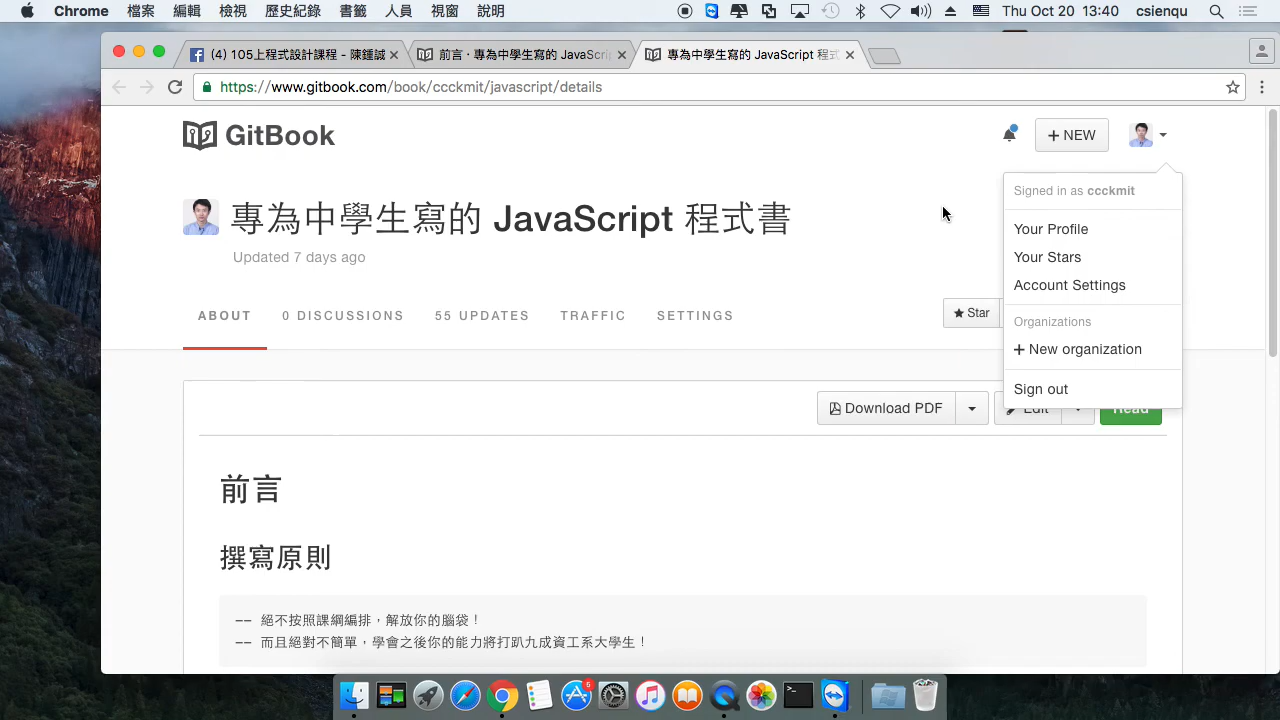 Chrome 檔案 編輯 檢視 歷史紀錄 書籤 人員 視窗 說明 Thu Oct 20 13:40 csienqu
(4) 105上程式設計課程 - 陳鍾誠
前言 · 專為中學生寫的 JavaScri
專為中學生寫的 JavaScript 程式
https://www.gitbook.com/book/ccckmit/javascript/details
GitBook
+ NEW
Signed in as ccckmit
專為中學生寫的 JavaScript 程式書
Your Profile
Updated 7 days ago
Your Stars
Account Settings
ABOUT 0 DISCUSSIONS 55 UPDATES TRAFFIC SETTINGS
Star
Organizations
+ New organization
Sign out
Download PDF
Edit
Read
前言
撰寫原則
-- 絕不按照課綱編排，解放你的腦袋！
-- 而且絕對不簡單，學會之後你的能力將打趴九成資工系大學生！
6